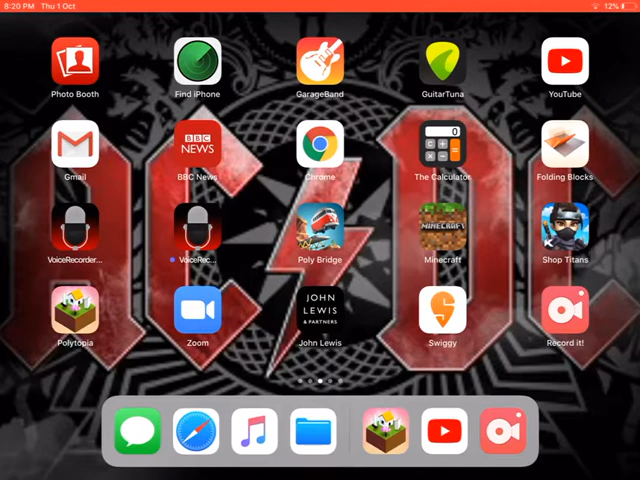 8:20 PM Thu 1 Oct 12%
Photo Booth Find iPhone GarageBand GuitarTuna YouTube
BBC
NEWS
0
Gmail BBC News Chrome The Calculator Folding Blocks
MINECRAFT
VoiceRecorder... VoiceRec... Poly Bridge Minecraft Shop Titans
JOHN
LEWIS
& PARTNERS
Polytopia Zoom John Lewis Swiggy Record it!
AC DC